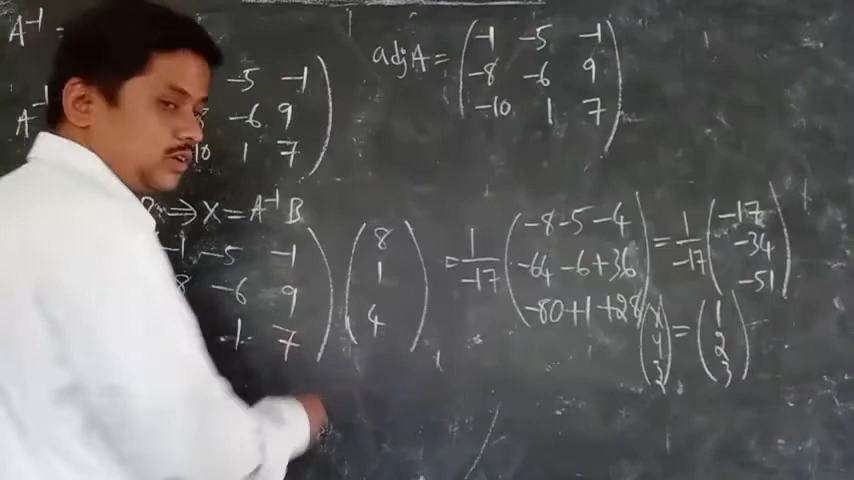 A⁻¹ =
adjA = ( -1 -5 -1
-8 -6 9
-10 1 7 )
A⁻¹
-5 -1
-6 9
10 1 7 )
⇒ X = A⁻¹ B
-1 -5 -1
8 -6 9
1 7 )
( 8
1
4 )
= 1/-17 ( -8-5-4
-64-6+36
-80+1+28 )
= 1/-17 ( -17
-34
-51 )
( x
y
z ) = ( 1
2
3 )